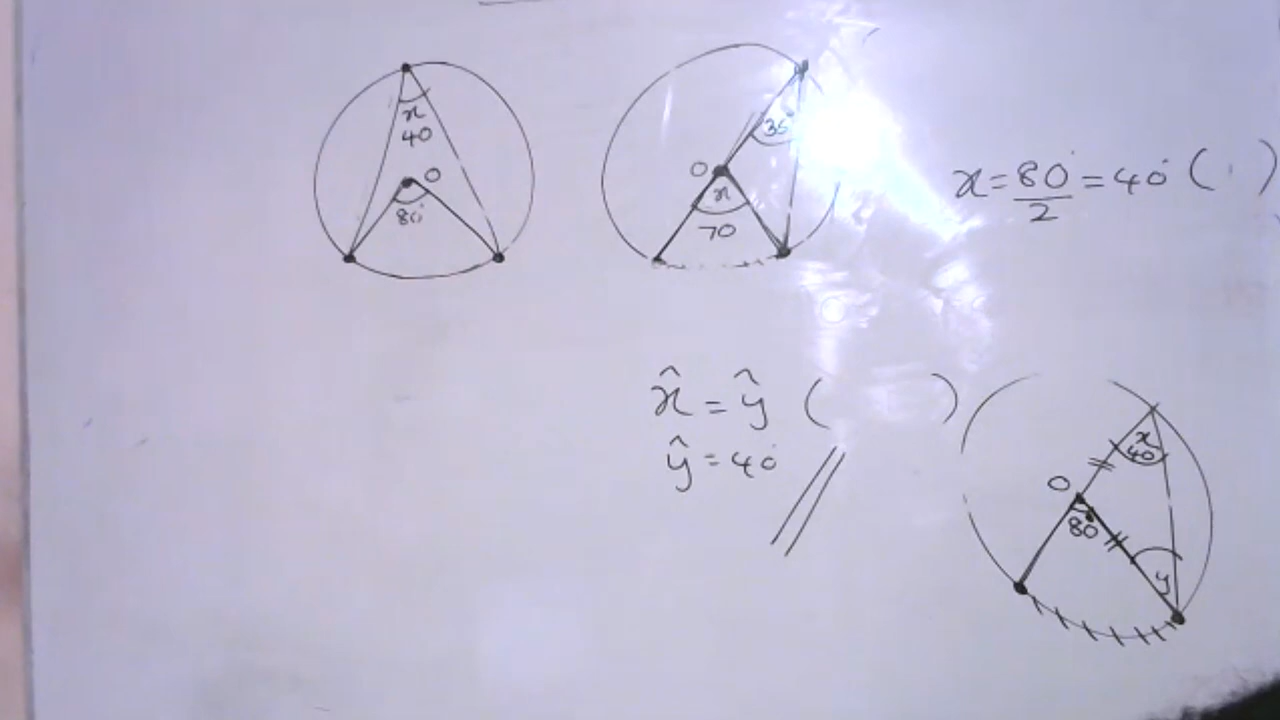 x
40
O
80°
35°
O
x
70
x = 80°/2 = 40° ( )
x̂ = ŷ ( )
ŷ = 40°
x
40
O
80°
y